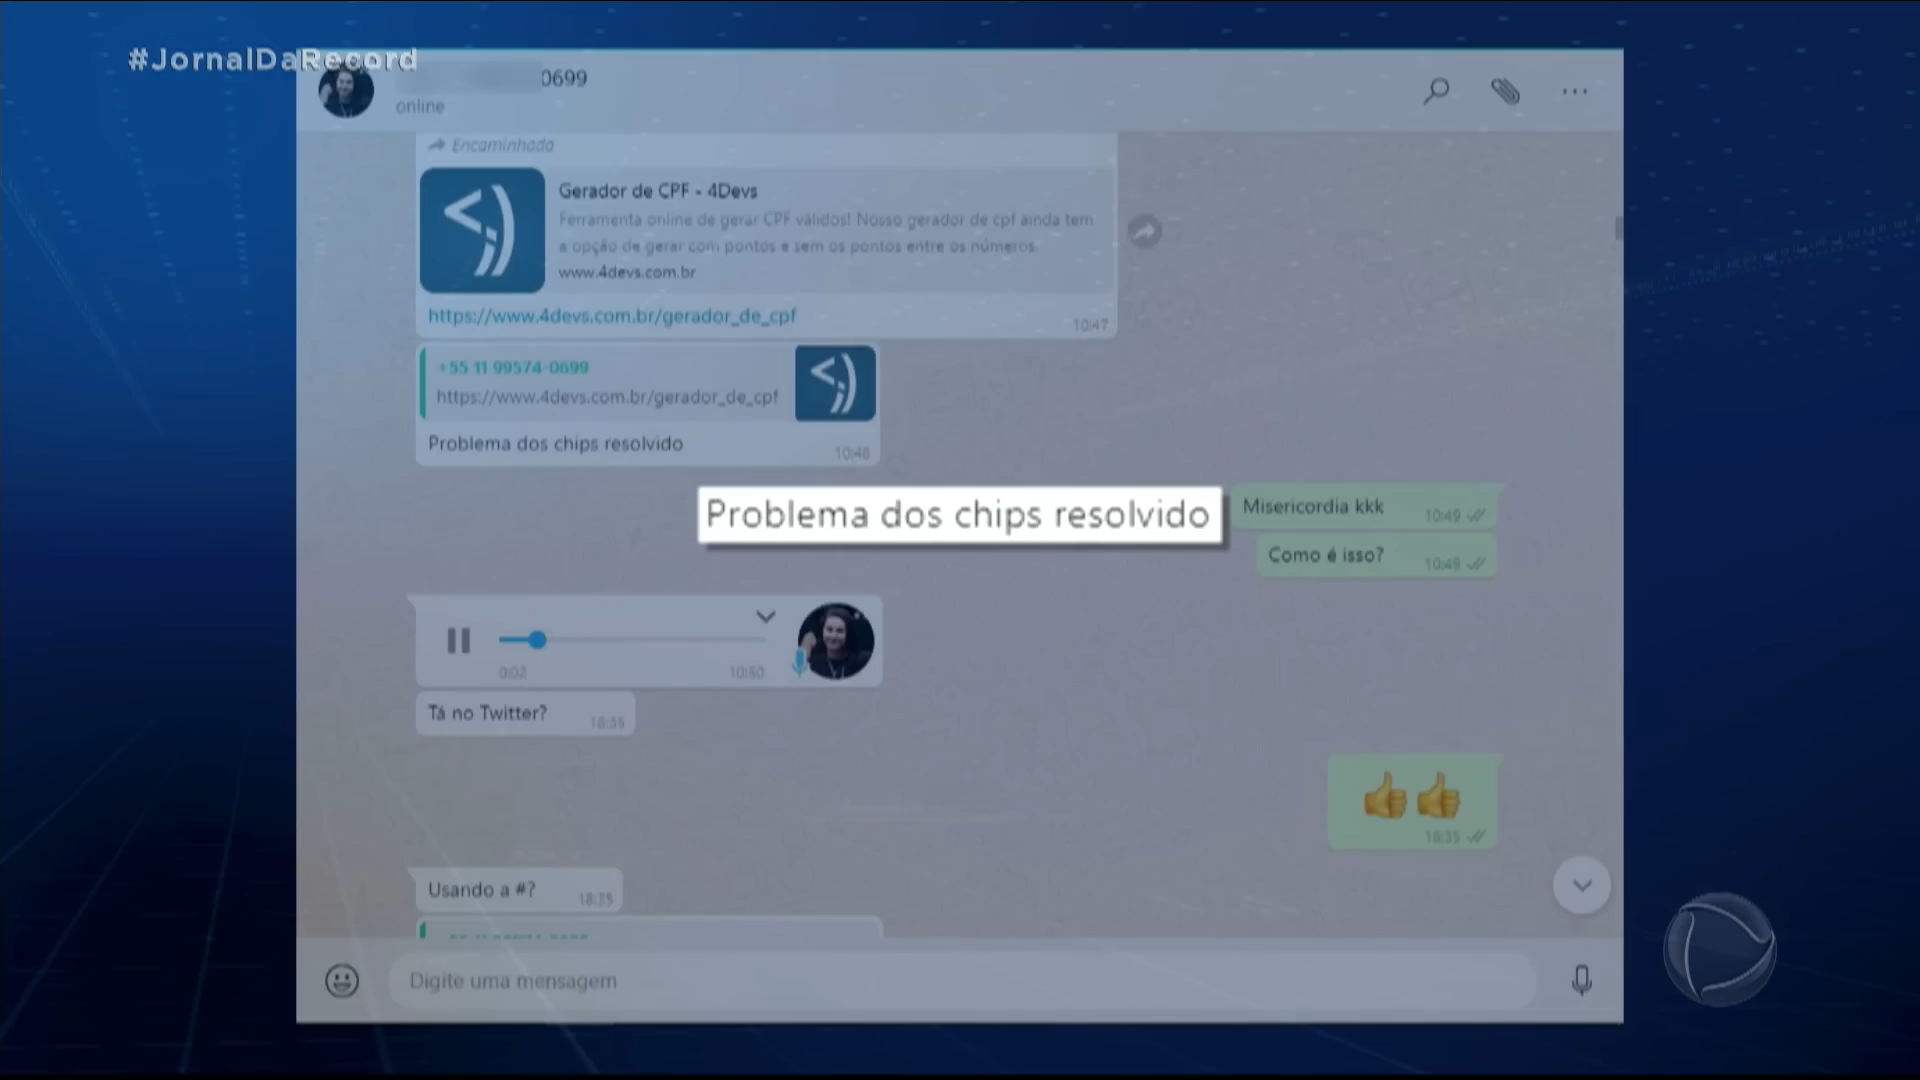 #JornalDaRecord
0699
online
Encaminhada
Gerador de CPF - 4Devs
Ferramenta online de gerar CPF válidos! Nosso gerador de cpf ainda tem
a opção de gerar com pontos e sem os pontos entre os números.
www.4devs.com.br
https://www.4devs.com.br/gerador_de_cpf
10:47
+55 11 99574-0699
https://www.4devs.com.br/gerador_de_cpf
Problema dos chips resolvido
10:48
Problema dos chips resolvido
Misericordia kkk
10:49
Como é isso?
10:49
0:02
10:50
Tá no Twitter?
18:35
18:35
Usando a #?
18:35
Digite uma mensagem